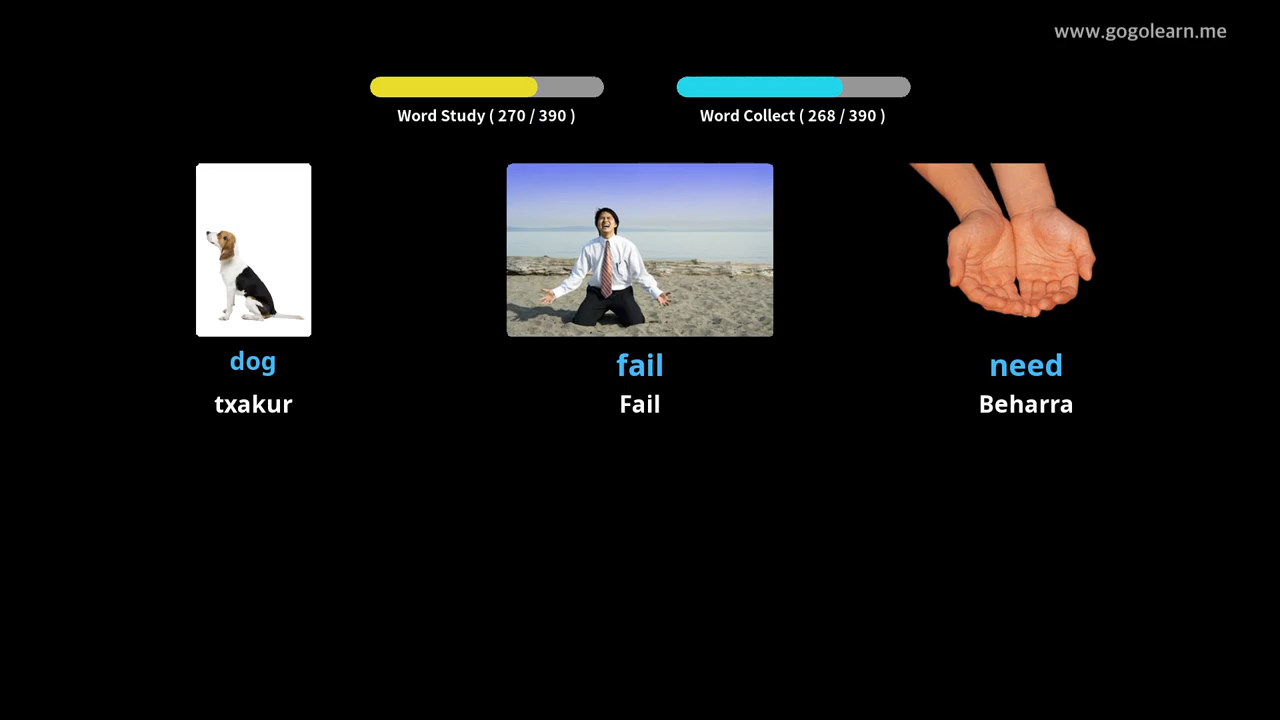 www.gogolearn.me
Word Study ( 270 / 390 )
Word Collect ( 268 / 390 )
dog
txakur
fail
Fail
need
Beharra